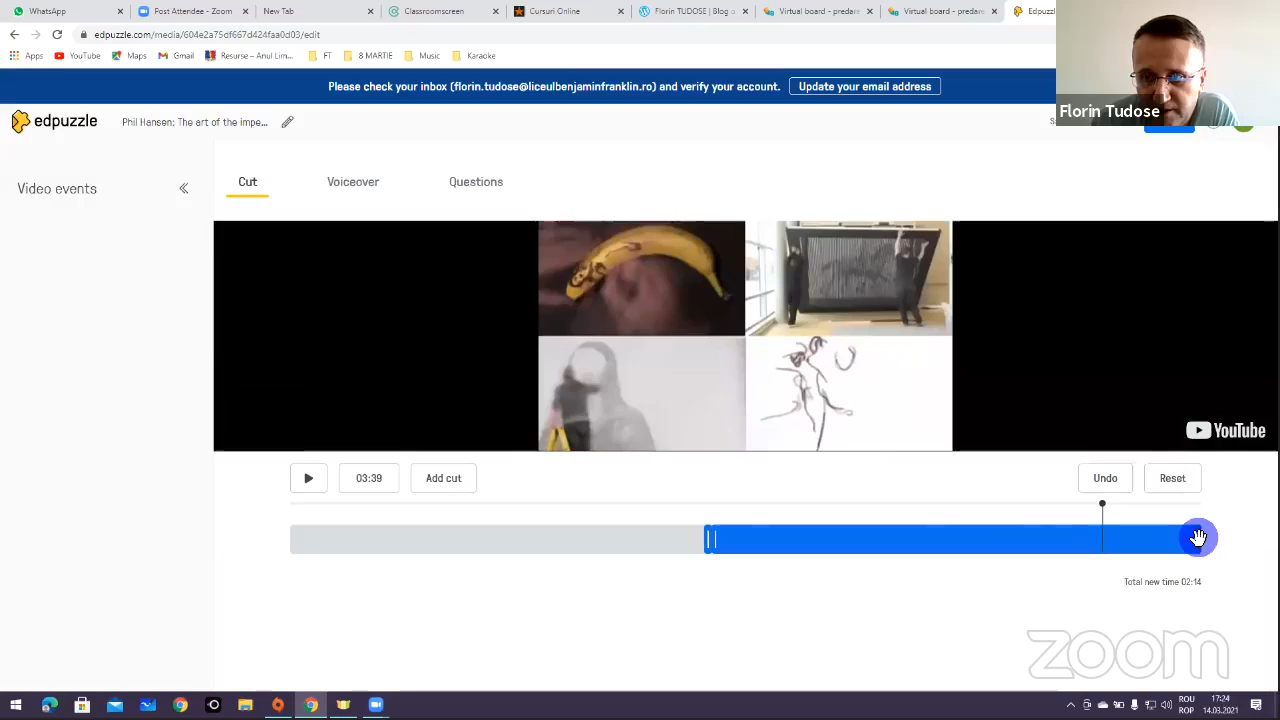 WhatsApp
Post Attendee - Zoom
New Tab
Classroomscreen
Cursuri Online
Florin TUDOSE | Blog o
Virtual board - predare
Virtual board - predare
Edpuzzle
edpuzzle.com/media/604e2a75df667d424faa0d03/edit
Apps
YouTube
Maps
Gmail
Resurse – Anul Lim...
FT
8 MARTIE
Music
Karaoke
Please check your inbox (florin.tudose@liceulbenjaminfranklin.ro) and verify your account.
Update your email address
Florin Tudose
edpuzzle
Phil Hansen: The art of the impe...
Video events
Cut
Voiceover
Questions
YouTube
03:39
Add cut
Undo
Reset
Total new time 02:14
zoom
ROU
ROP
17:24
14.03.2021